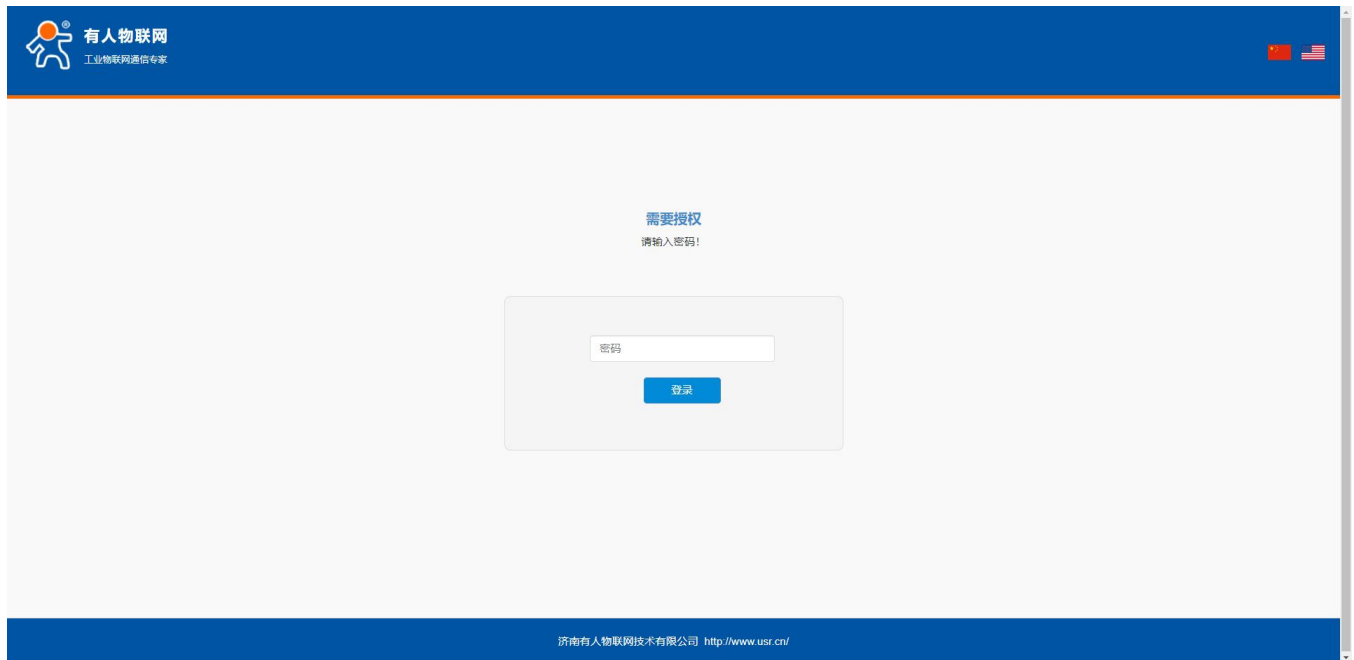 ®
有人物联网
工业物联网通信专家
需要授权
请输入密码!
密码
登录
济南有人物联网技术有限公司 http://www.usr.cn/